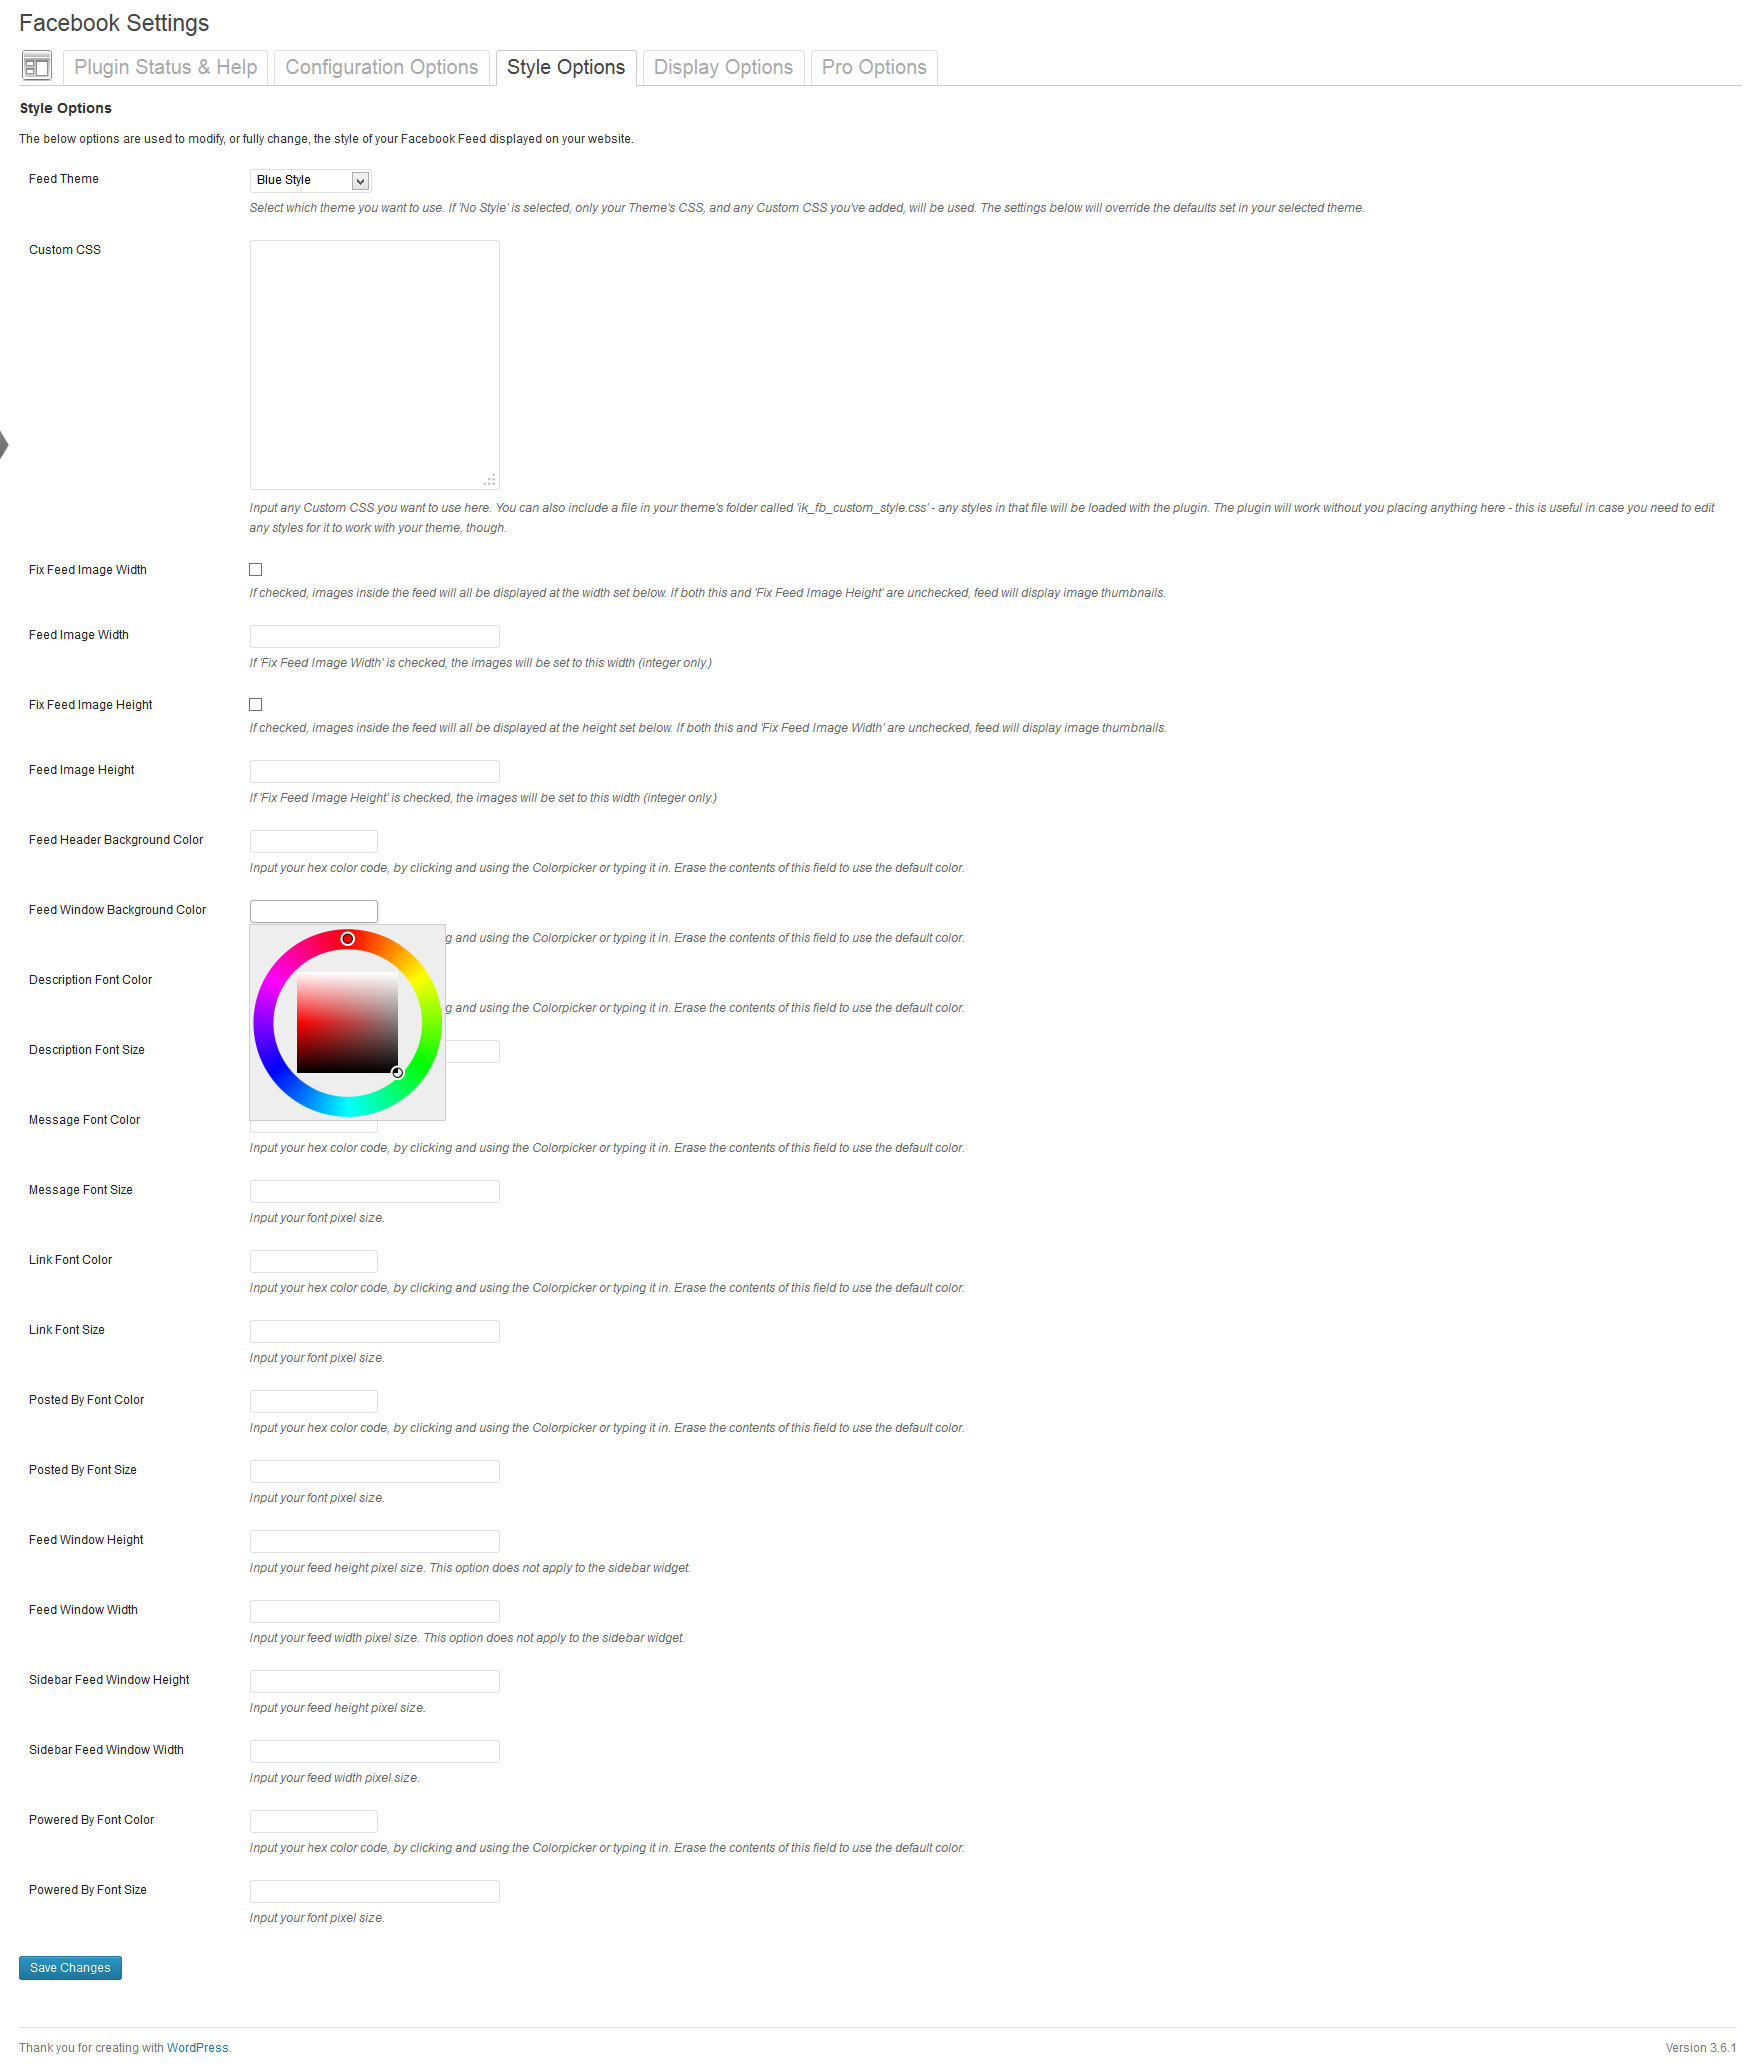 Facebook Settings
Plugin Status & Help
Configuration Options
Style Options
Display Options
Pro Options
Style Options
The below options are used to modify, or fully change, the style of your Facebook Feed displayed on your website.
Feed Theme
Blue Style
Select which theme you want to use. If 'No Style' is selected, only your Theme's CSS, and any Custom CSS you've added, will be used. The settings below will override the defaults set in your selected theme.
Custom CSS
Input any Custom CSS you want to use here. You can also include a file in your theme's folder called 'ik_fb_custom_style.css' - any styles in that file will be loaded with the plugin. The plugin will work without you placing anything here - this is useful in case you need to edit
any styles for it to work with your theme, though.
Fix Feed Image Width
If checked, images inside the feed will all be displayed at the width set below. If both this and 'Fix Feed Image Height' are unchecked, feed will display image thumbnails.
Feed Image Width
If 'Fix Feed Image Width' is checked, the images will be set to this width (integer only.)
Fix Feed Image Height
If checked, images inside the feed will all be displayed at the height set below. If both this and 'Fix Feed Image Width' are unchecked, feed will display image thumbnails.
Feed Image Height
If 'Fix Feed Image Height' is checked, the images will be set to this width (integer only.)
Feed Header Background Color
Input your hex color code, by clicking and using the Colorpicker or typing it in. Erase the contents of this field to use the default color.
Feed Window Background Color
g and using the Colorpicker or typing it in. Erase the contents of this field to use the default color.
Description Font Color
g and using the Colorpicker or typing it in. Erase the contents of this field to use the default color.
Description Font Size
Message Font Color
Input your hex color code, by clicking and using the Colorpicker or typing it in. Erase the contents of this field to use the default color.
Message Font Size
Input your font pixel size.
Link Font Color
Input your hex color code, by clicking and using the Colorpicker or typing it in. Erase the contents of this field to use the default color.
Link Font Size
Input your font pixel size.
Posted By Font Color
Input your hex color code, by clicking and using the Colorpicker or typing it in. Erase the contents of this field to use the default color.
Posted By Font Size
Input your font pixel size.
Feed Window Height
Input your feed height pixel size. This option does not apply to the sidebar widget.
Feed Window Width
Input your feed width pixel size. This option does not apply to the sidebar widget.
Sidebar Feed Window Height
Input your feed height pixel size.
Sidebar Feed Window Width
Input your feed width pixel size.
Powered By Font Color
Input your hex color code, by clicking and using the Colorpicker or typing it in. Erase the contents of this field to use the default color.
Powered By Font Size
Input your font pixel size.
Save Changes
Thank you for creating with WordPress.
Version 3.6.1